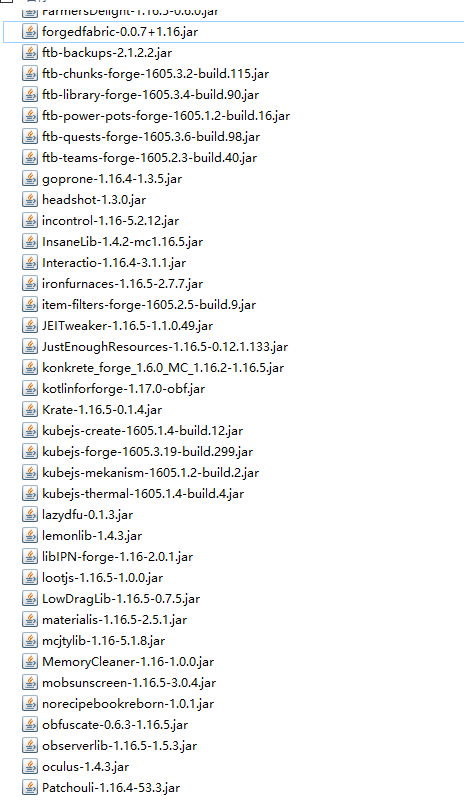 FarmersDelight-1.16.5-0.6.0.jar
forgedfabric-0.0.7+1.16.jar
ftb-backups-2.1.2.2.jar
ftb-chunks-forge-1605.3.2-build.115.jar
ftb-library-forge-1605.3.4-build.90.jar
ftb-power-pots-forge-1605.1.2-build.16.jar
ftb-quests-forge-1605.3.6-build.98.jar
ftb-teams-forge-1605.2.3-build.40.jar
goprone-1.16.4-1.3.5.jar
headshot-1.3.0.jar
incontrol-1.16-5.2.12.jar
InsaneLib-1.4.2-mc1.16.5.jar
Interactio-1.16.4-3.1.1.jar
ironfurnaces-1.16.5-2.7.7.jar
item-filters-forge-1605.2.5-build.9.jar
JEITweaker-1.16.5-1.1.0.49.jar
JustEnoughResources-1.16.5-0.12.1.133.jar
konkrete_forge_1.6.0_MC_1.16.2-1.16.5.jar
kotlinforforge-1.17.0-obf.jar
Krate-1.16.5-0.1.4.jar
kubejs-create-1605.1.4-build.12.jar
kubejs-forge-1605.3.19-build.299.jar
kubejs-mekanism-1605.1.2-build.2.jar
kubejs-thermal-1605.1.4-build.4.jar
lazydfu-0.1.3.jar
lemonlib-1.4.3.jar
libIPN-forge-1.16-2.0.1.jar
lootjs-1.16.5-1.0.0.jar
LowDragLib-1.16.5-0.7.5.jar
materialis-1.16.5-2.5.1.jar
mcjtylib-1.16-5.1.8.jar
MemoryCleaner-1.16-1.0.0.jar
mobsunscreen-1.16.5-3.0.4.jar
norecipebookreborn-1.0.1.jar
obfuscate-0.6.3-1.16.5.jar
observerlib-1.16.5-1.5.3.jar
oculus-1.4.3.jar
Patchouli-1.16.4-53.3.jar